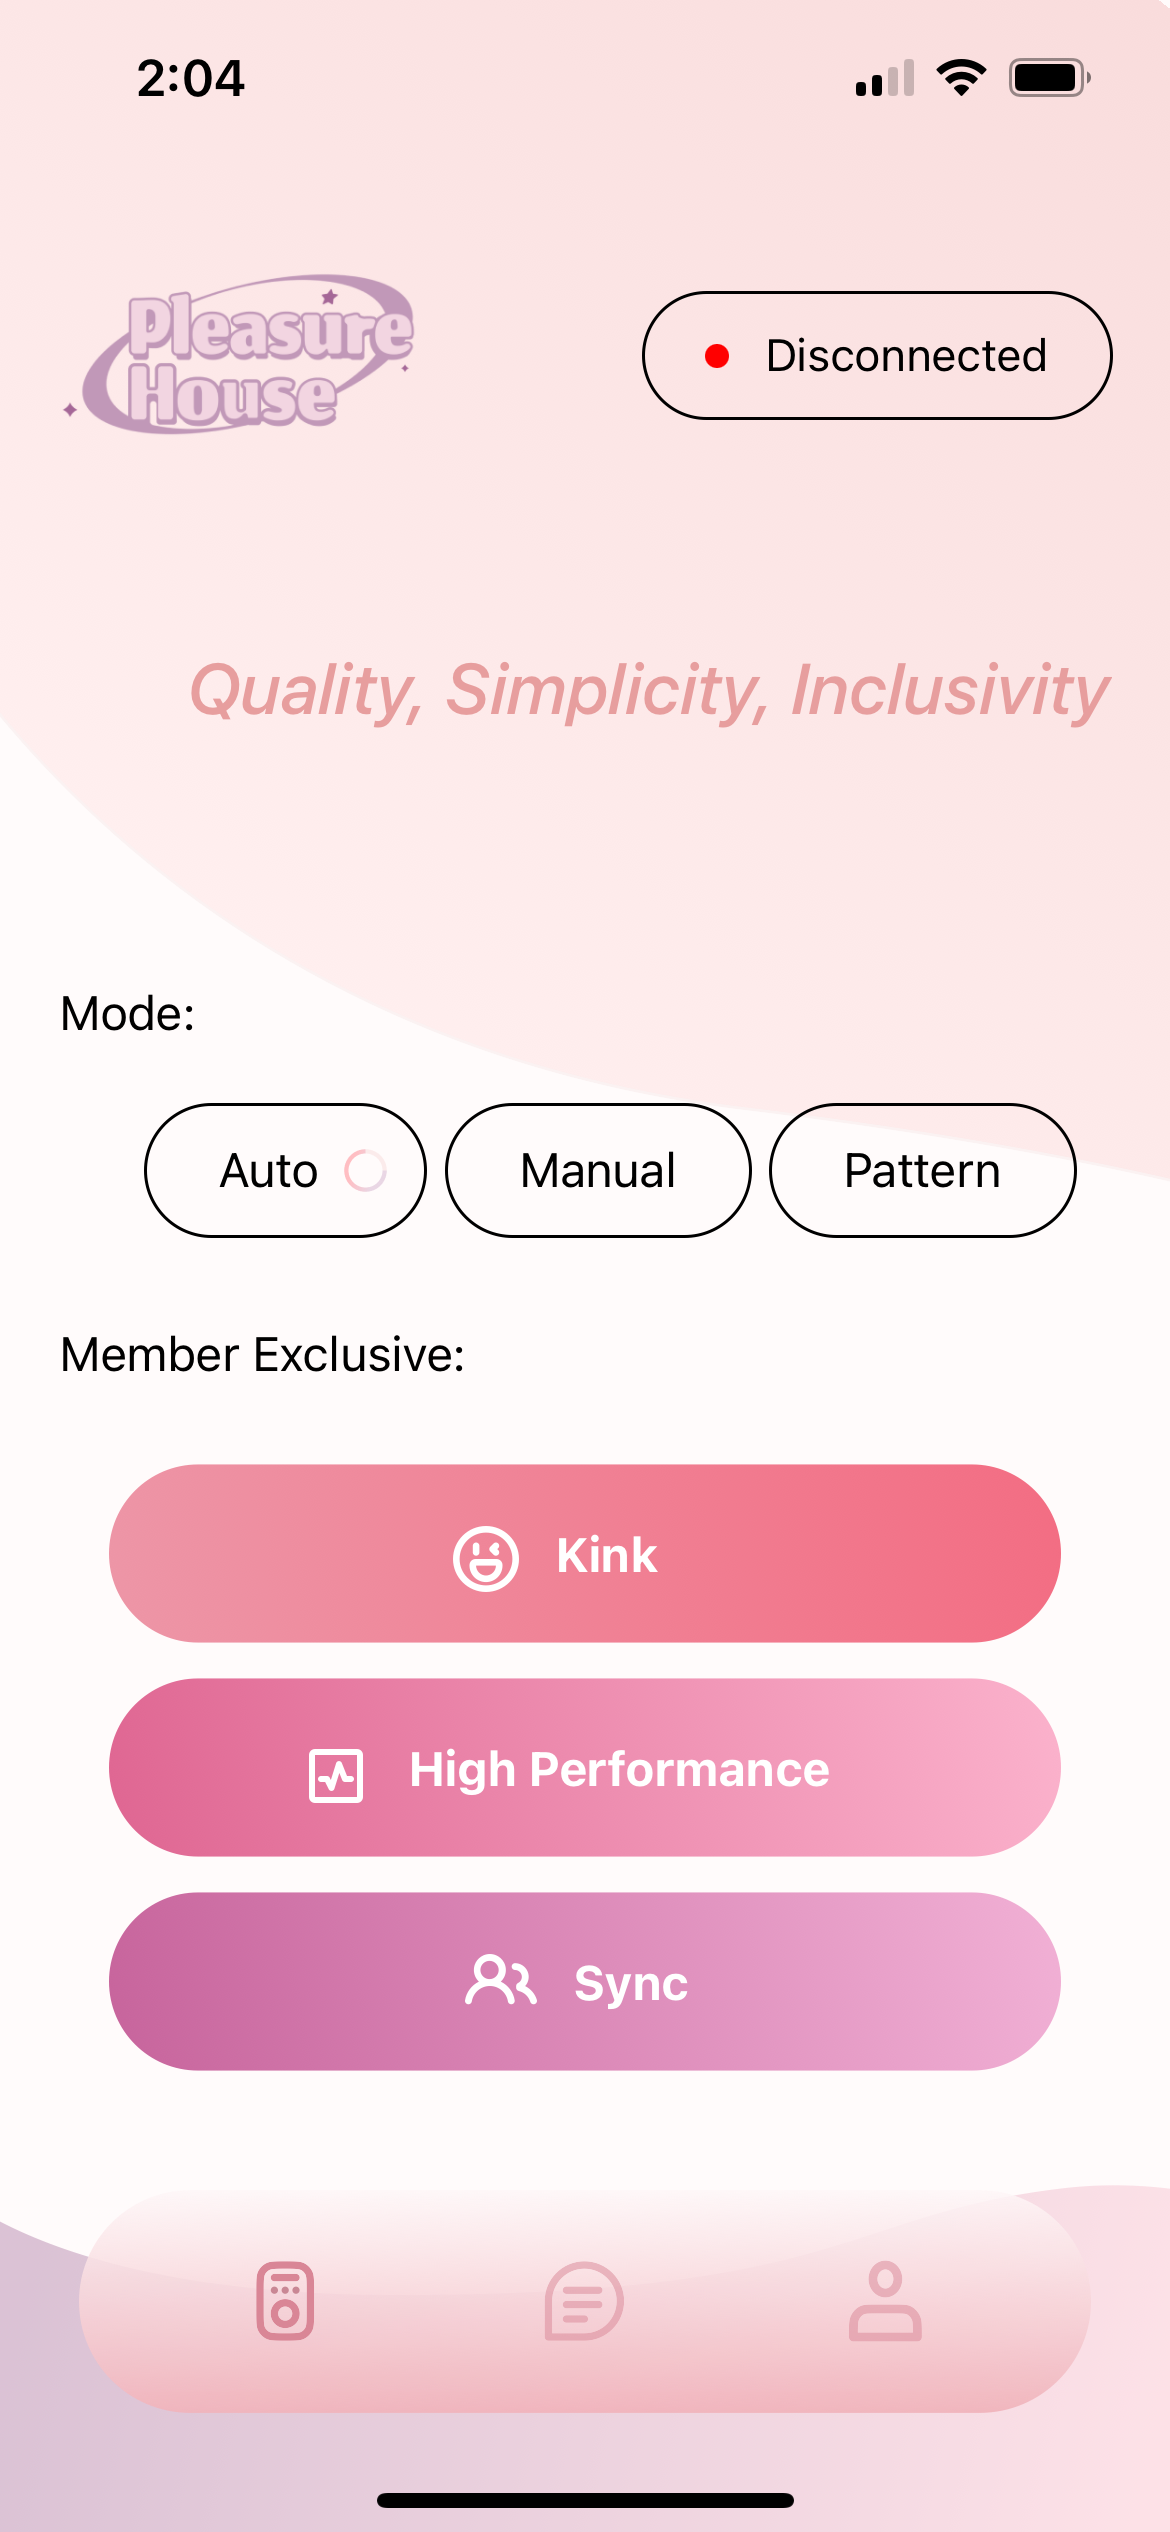 2:04
Pleasure
House
Disconnected
Quality, Simplicity, Inclusivity
Mode:
Auto
Manual
Pattern
Member Exclusive:
Kink
High Performance
Sync